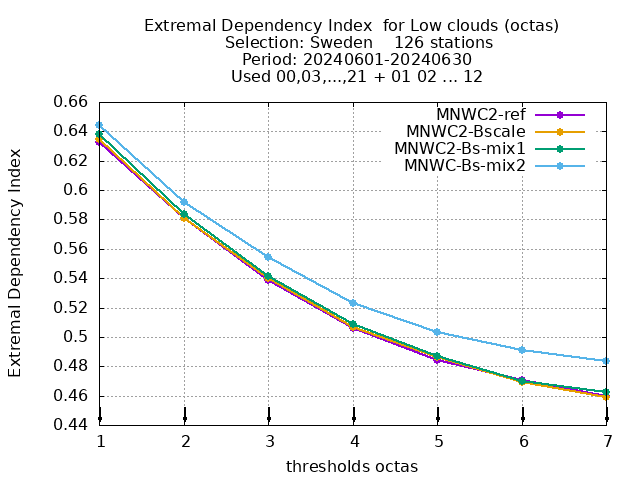 Extremal Dependency Index  for Low clouds (octas)
Selection: Sweden    126 stations
Period: 20240601-20240630
Used 00,03,...,21 + 01 02 ... 12
MNWC2-ref
MNWC2-Bscale
MNWC2-Bs-mix1
MNWC-Bs-mix2
Extremal Dependency Index
0.66
0.64
0.62
0.6
0.58
0.56
0.54
0.52
0.5
0.48
0.46
0.44
1 2 3 4 5 6 7
thresholds octas